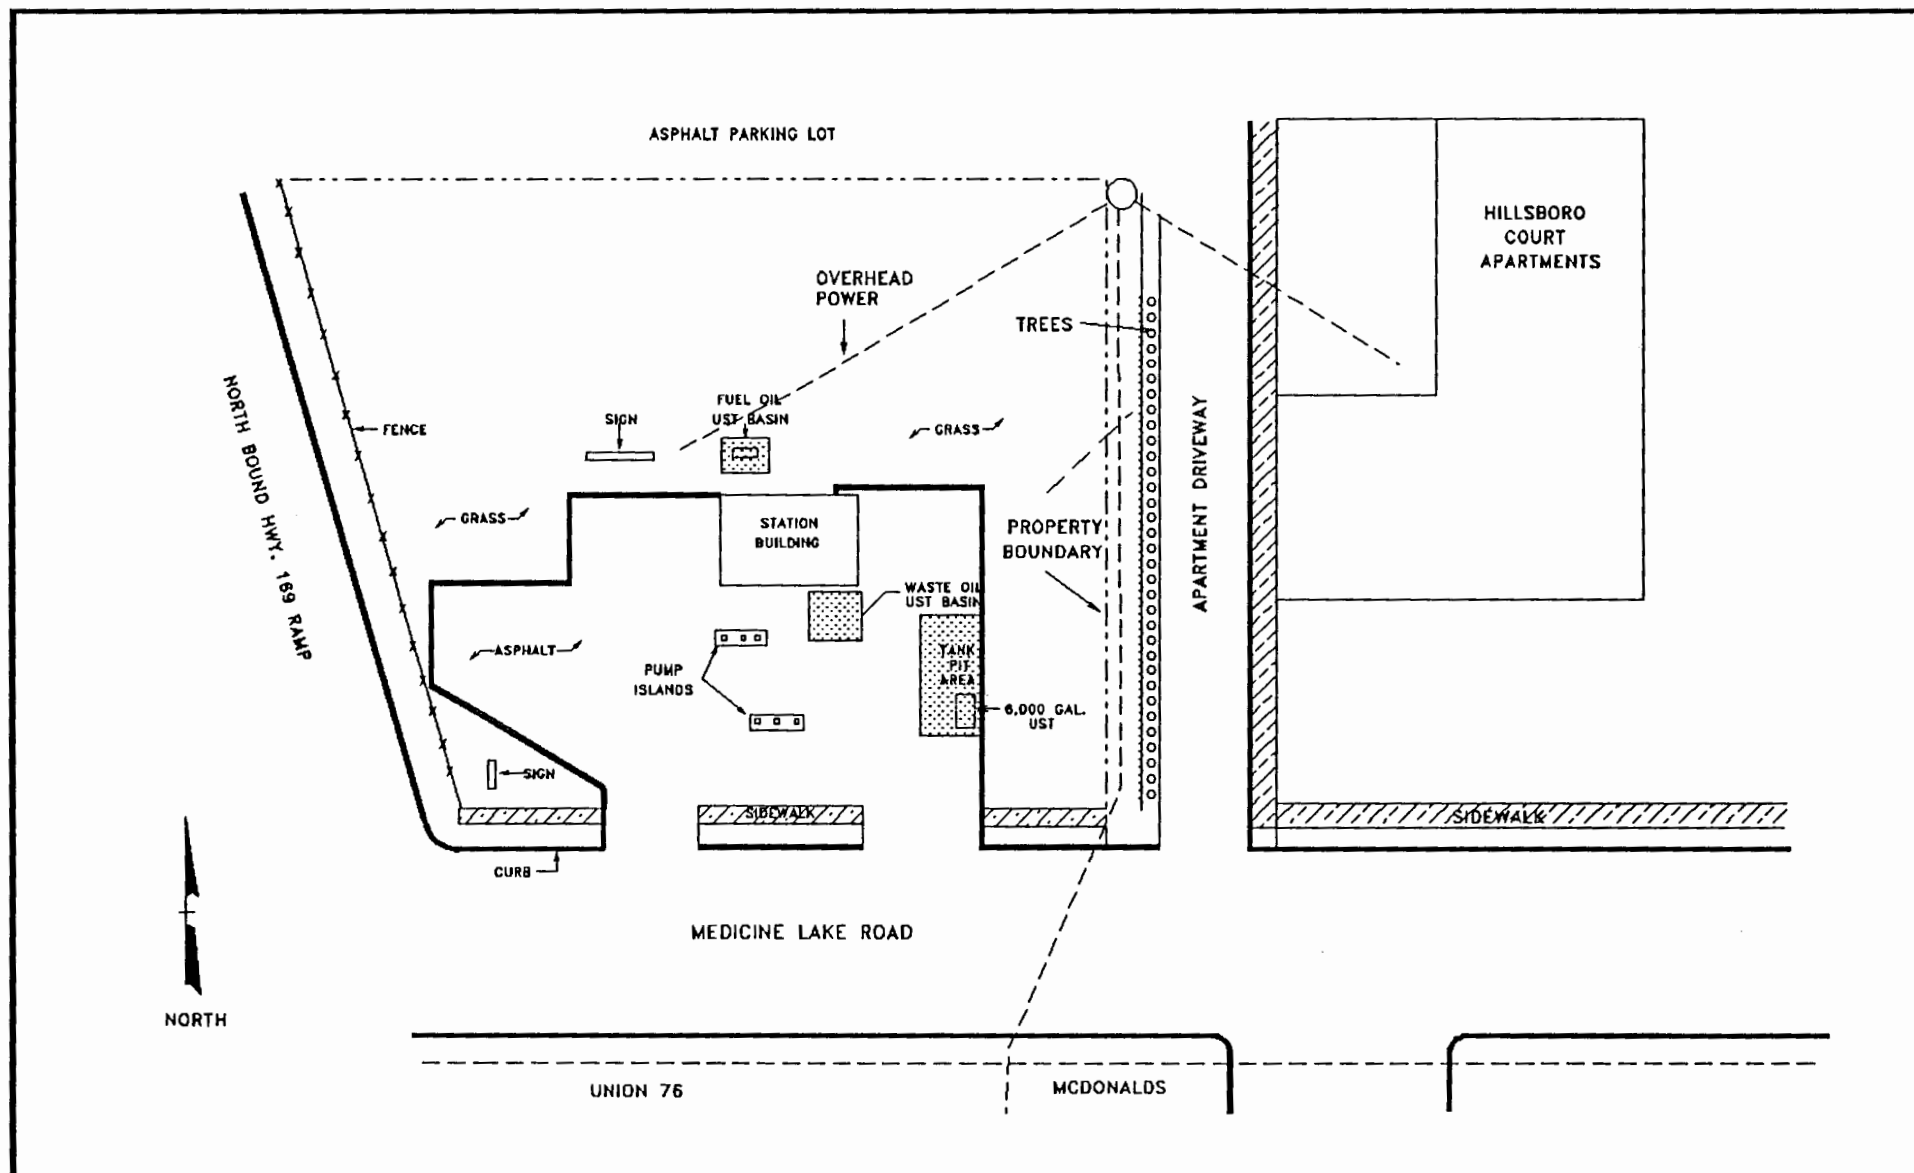 ASPHALT PARKING LOT
HILLSBORO
COURT
APARTMENTS
OVERHEAD
POWER
TREES
NORTH BOUND HWY. 169 RAMP
FENCE
SIGN
FUEL OIL
UST BASIN
GRASS
APARTMENT DRIVEWAY
GRASS
STATION
BUILDING
PROPERTY
BOUNDARY
WASTE OIL
UST BASIN
ASPHALT
PUMP
ISLANDS
TANK
PIT
AREA
6,000 GAL.
UST
SIGN
SIDEWALK
SIDEWALK
CURB
MEDICINE LAKE ROAD
NORTH
UNION 76
MCDONALDS